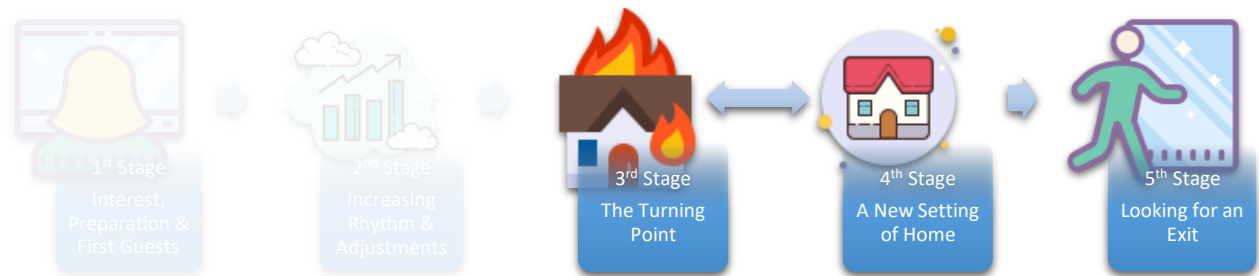 1st Stage
Interest,
Preparation &
First Guests
2nd Stage
Increasing
Rhythm &
Adjustments
3rd Stage
The Turning
Point
4th Stage
A New Setting
of Home
5th Stage
Looking for an
Exit